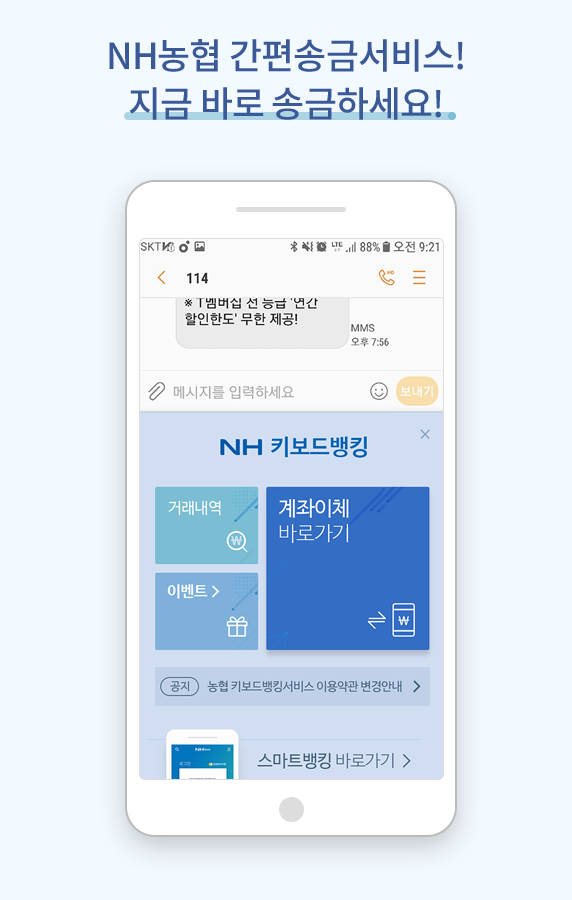 NH농협 간편송금서비스!
지금 바로 송금하세요!
SKT 88% 오전 9:21
114
※ T멤버십 전 등급 '연간
할인한도' 무한 제공!
MMS
오후 7:56
메시지를 입력하세요
보내기
NH 키보드뱅킹
거래내역
계좌이체
바로가기
이벤트
공지 농협 키보드뱅킹서비스 이용약관 변경안내
스마트뱅킹 바로가기